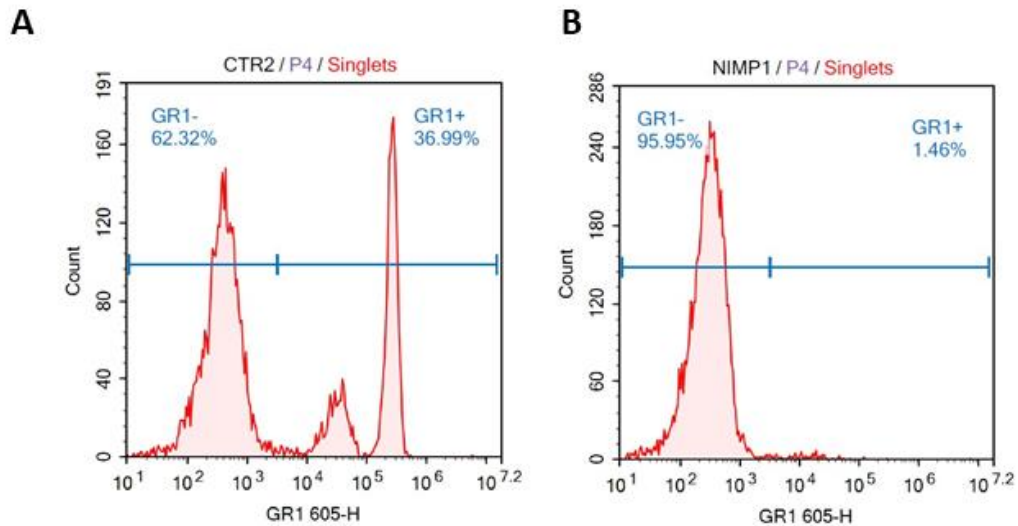 A
CTR2 / P4 / Singlets
191
160
120
80
40
0
Count
GR1-
62.32%
GR1+
36.99%
10^1
10^2
10^3
10^4
10^5
10^6
10^7.2
GR1 605-H
B
NIMP1 / P4 / Singlets
286
240
180
120
60
0
Count
GR1-
95.95%
GR1+
1.46%
10^1
10^2
10^3
10^4
10^5
10^6
10^7.2
GR1 605-H